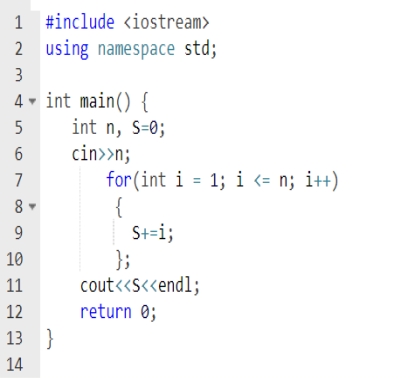 1 #include <iostream>
2 using namespace std;
3
4 int main() {
5 int n, S=0;
6 cin>>n;
7 for(int i = 1; i <= n; i++)
8 {
9 S+=i;
10 };
11 cout<<S<<endl;
12 return 0;
13 }
14